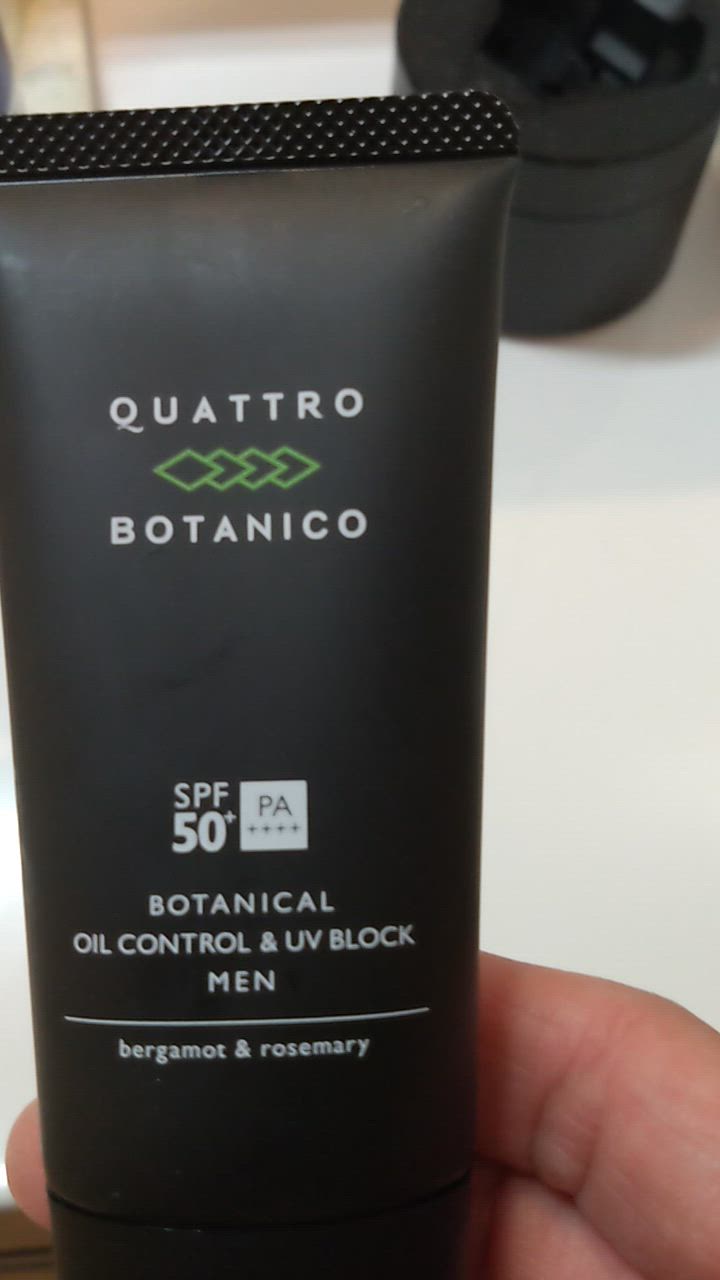 QUATTRO
BOTANICO
SPF
50+
PA
++++
BOTANICAL
OIL CONTROL & UV BLOCK
MEN
bergamot & rosemary